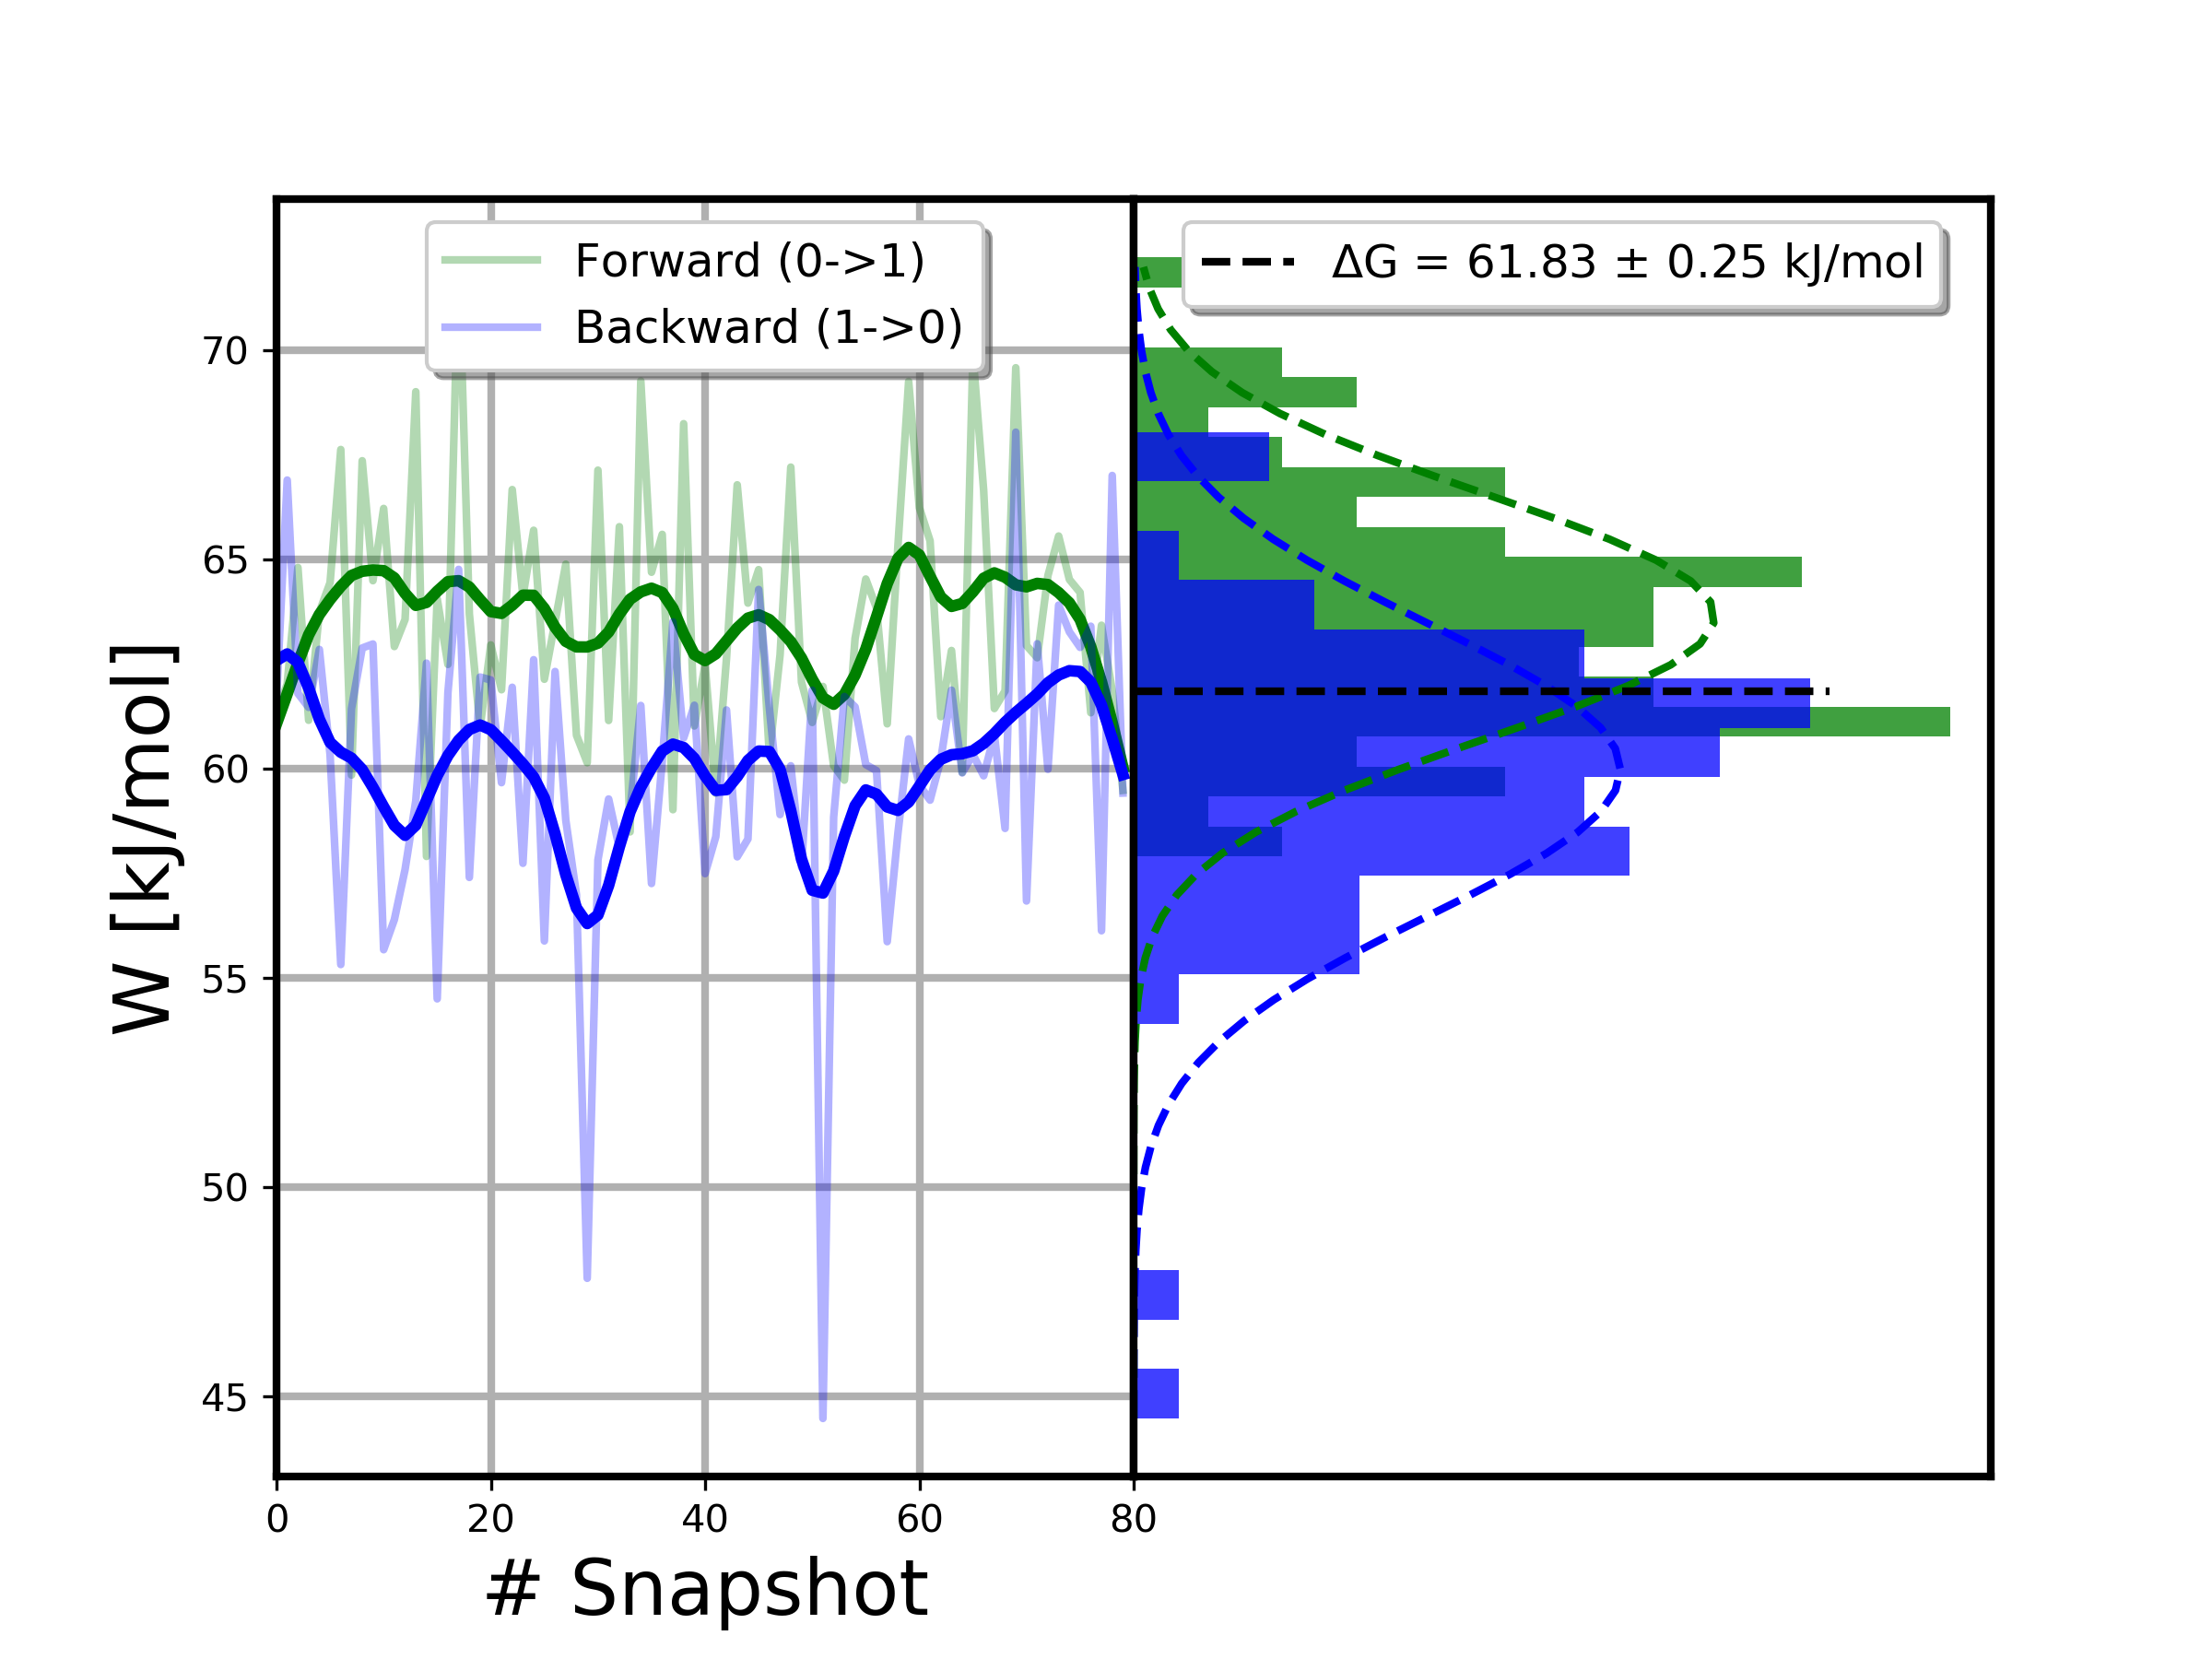 Forward (0->1)
Backward (1->0)
ΔG = 61.83 ± 0.25 kJ/mol
W [kJ/mol]
70
65
60
55
50
45
0 20 40 60 80
# Snapshot